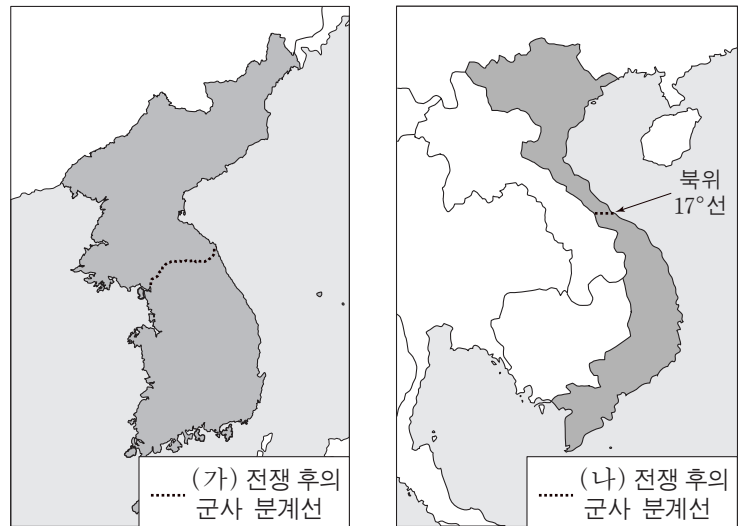 (가) 전쟁 후의
군사 분계선
북위
17°선
(나) 전쟁 후의
군사 분계선